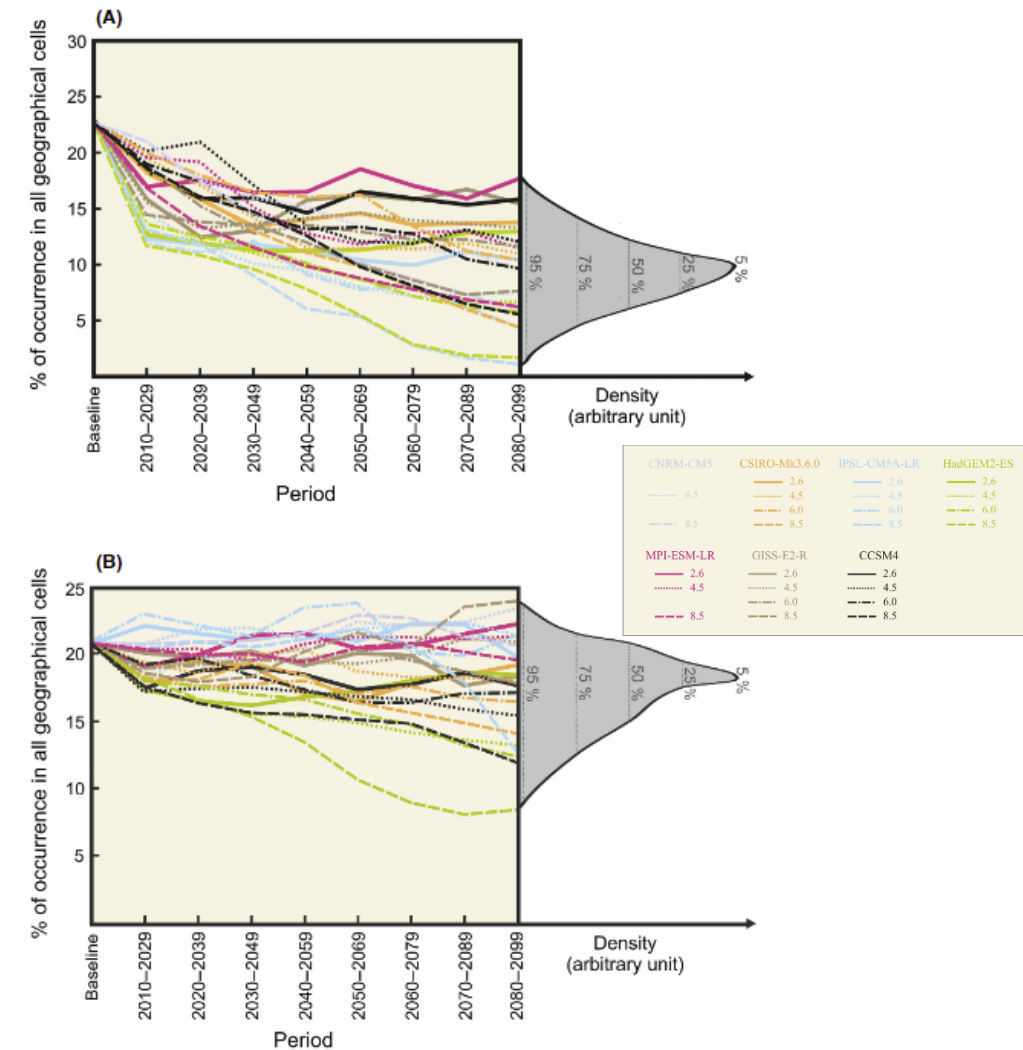 (A)
% of occurrence in all geographical cells
30
25
20
15
10
5
95 %
75 %
50 %
25 %
5 %
Baseline
2010–2029
2020–2039
2030–2049
2040–2059
2050–2069
2060–2079
2070–2089
2080–2099
Period
Density
(arbitrary unit)
CNRM-CM5 CSIRO-Mk3.6.0 IPSL-CM5A-LR HadGEM2-ES
2.6 2.6 2.6
4.5 4.5 4.5 4.5
6.0 6.0 6.0
8.5 8.5 8.5 8.5
MPI-ESM-LR GISS-E2-R CCSM4
2.6 2.6 2.6
4.5 4.5 4.5
6.0 6.0
8.5 8.5 8.5
(B)
% of occurrence in all geographical cells
25
20
15
10
5
95 %
75 %
50 %
25 %
5 %
Baseline
2010–2029
2020–2039
2030–2049
2040–2059
2050–2069
2060–2079
2070–2089
2080–2099
Period
Density
(arbitrary unit)